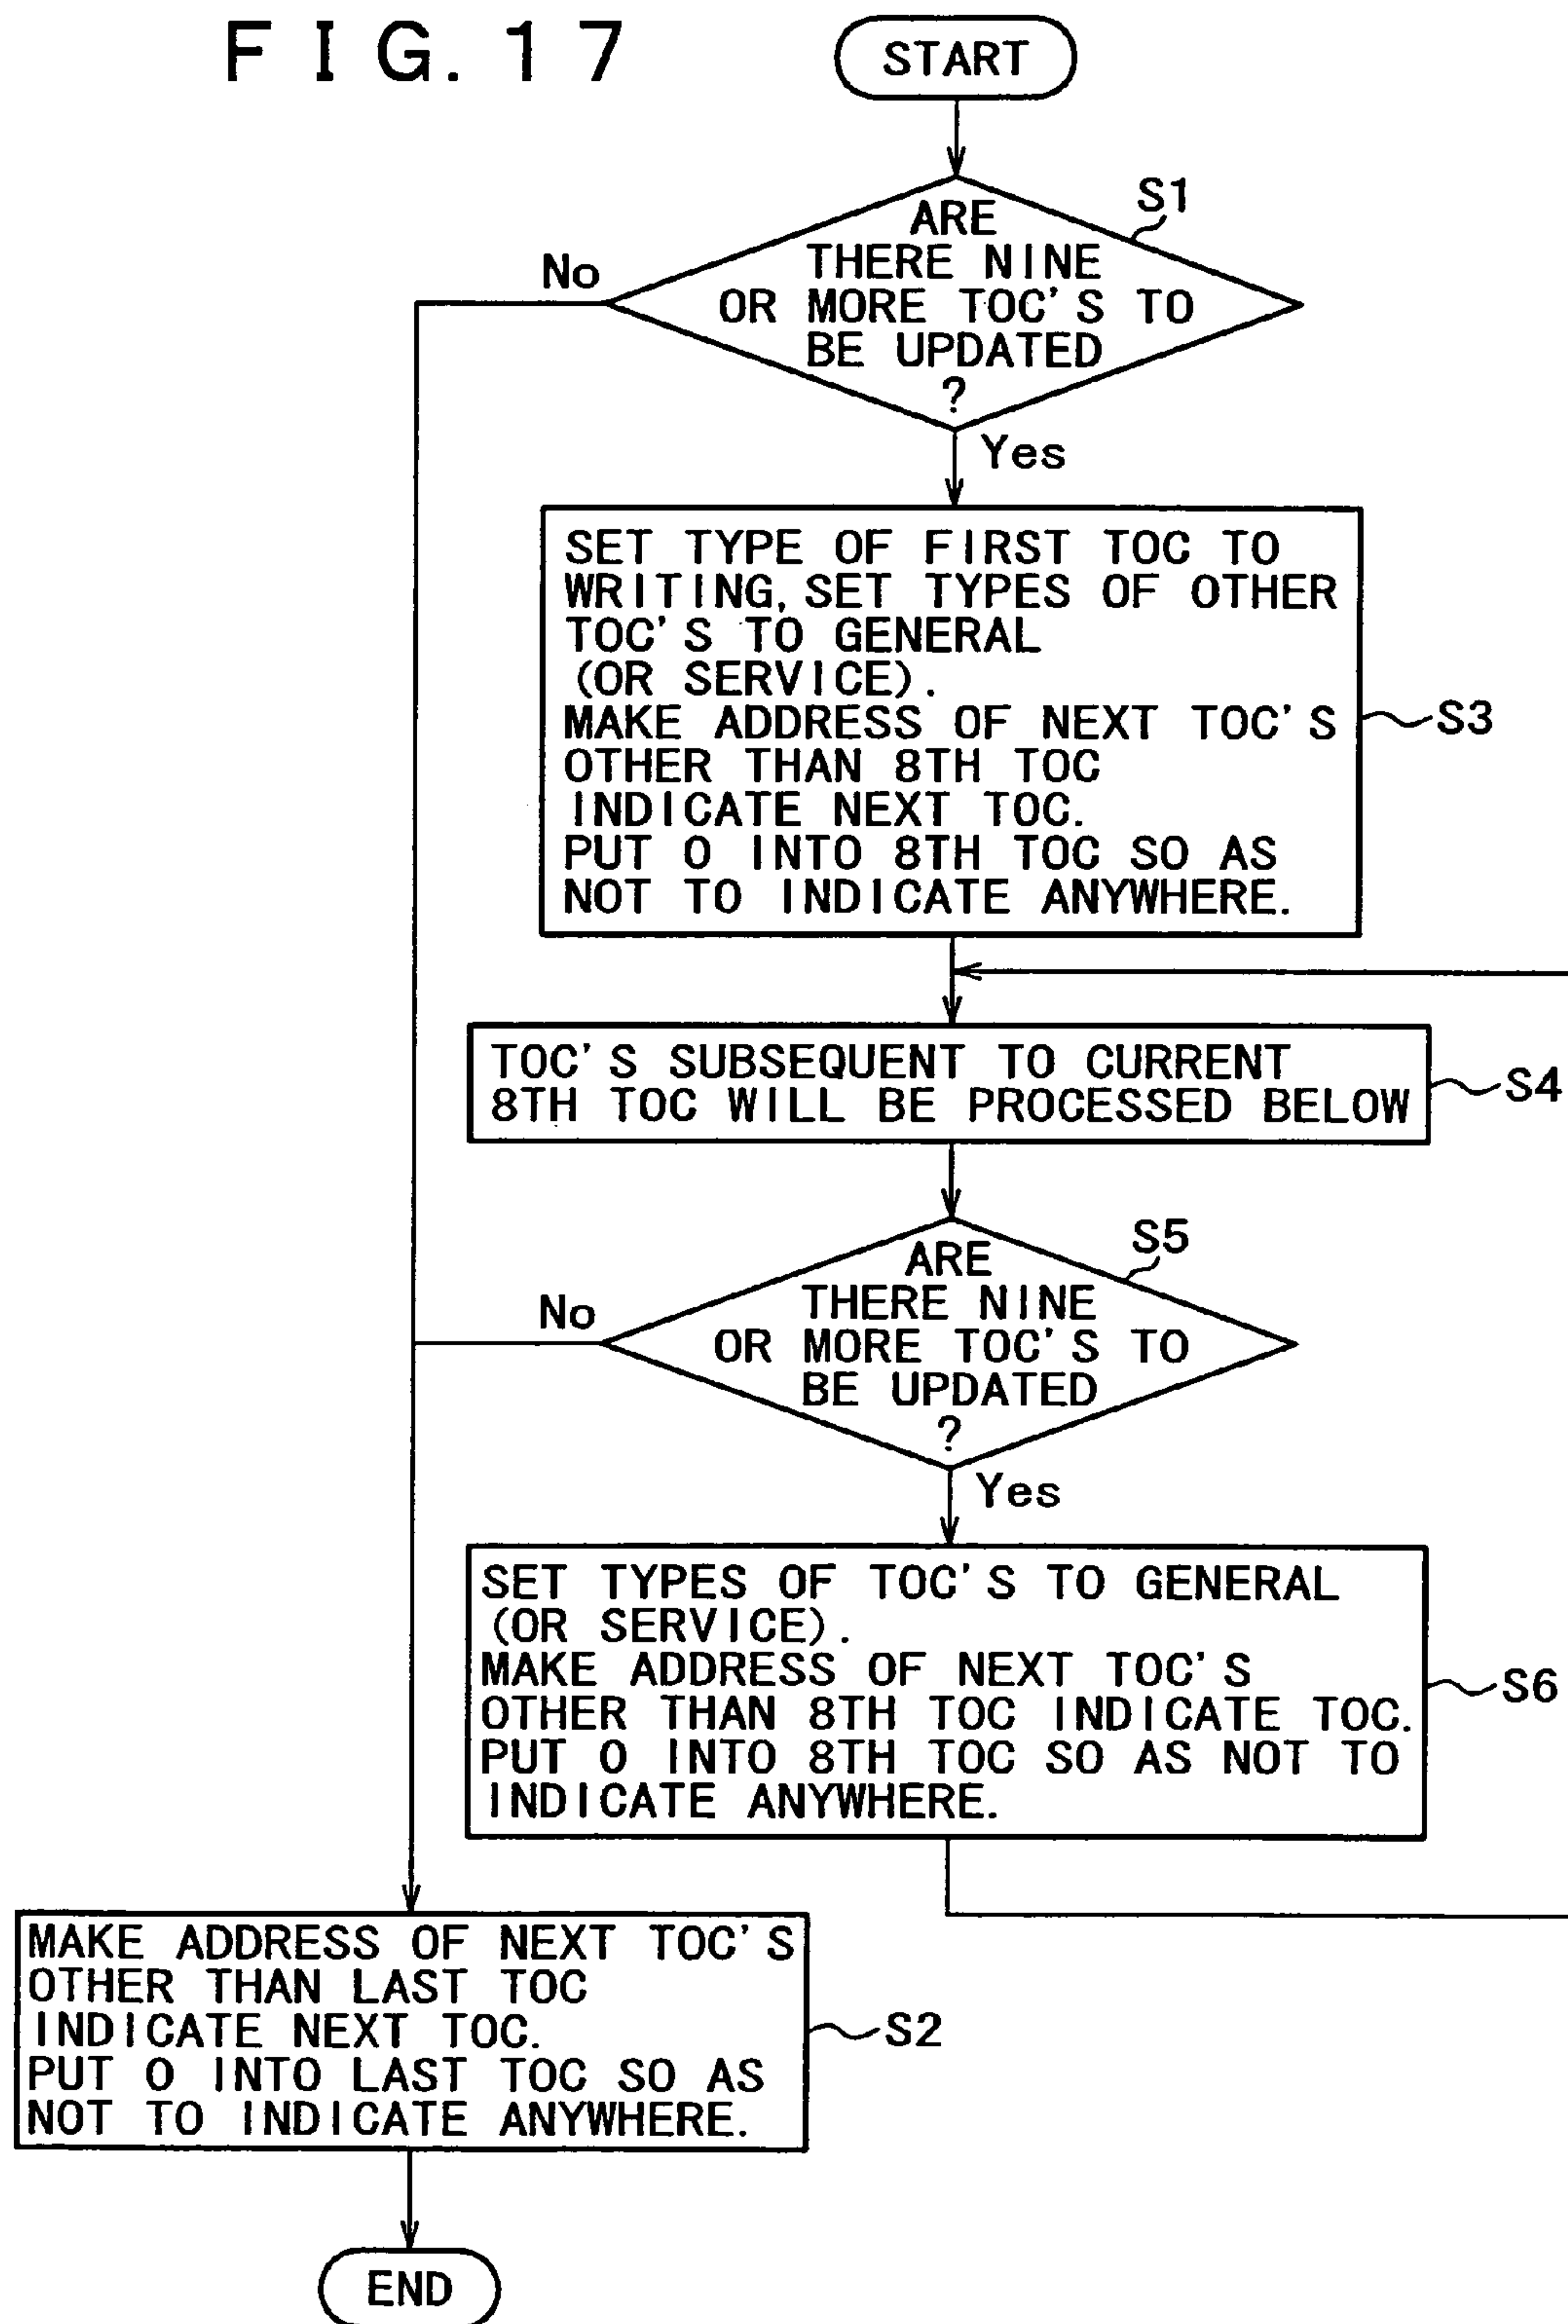 FIG. 17
START
S1
ARE
THERE NINE
OR MORE TOC'S TO
BE UPDATED
?
No
Yes
SET TYPE OF FIRST TOC TO
WRITING, SET TYPES OF OTHER
TOC'S TO GENERAL
(OR SERVICE).
MAKE ADDRESS OF NEXT TOC'S
OTHER THAN 8TH TOC
INDICATE NEXT TOC.
PUT 0 INTO 8TH TOC SO AS
NOT TO INDICATE ANYWHERE.
S3
TOC'S SUBSEQUENT TO CURRENT
8TH TOC WILL BE PROCESSED BELOW
S4
S5
ARE
THERE NINE
OR MORE TOC'S TO
BE UPDATED
?
No
Yes
SET TYPES OF TOC'S TO GENERAL
(OR SERVICE).
MAKE ADDRESS OF NEXT TOC'S
OTHER THAN 8TH TOC INDICATE TOC.
PUT 0 INTO 8TH TOC SO AS NOT TO
INDICATE ANYWHERE.
S6
MAKE ADDRESS OF NEXT TOC'S
OTHER THAN LAST TOC
INDICATE NEXT TOC.
PUT 0 INTO LAST TOC SO AS
NOT TO INDICATE ANYWHERE.
S2
END